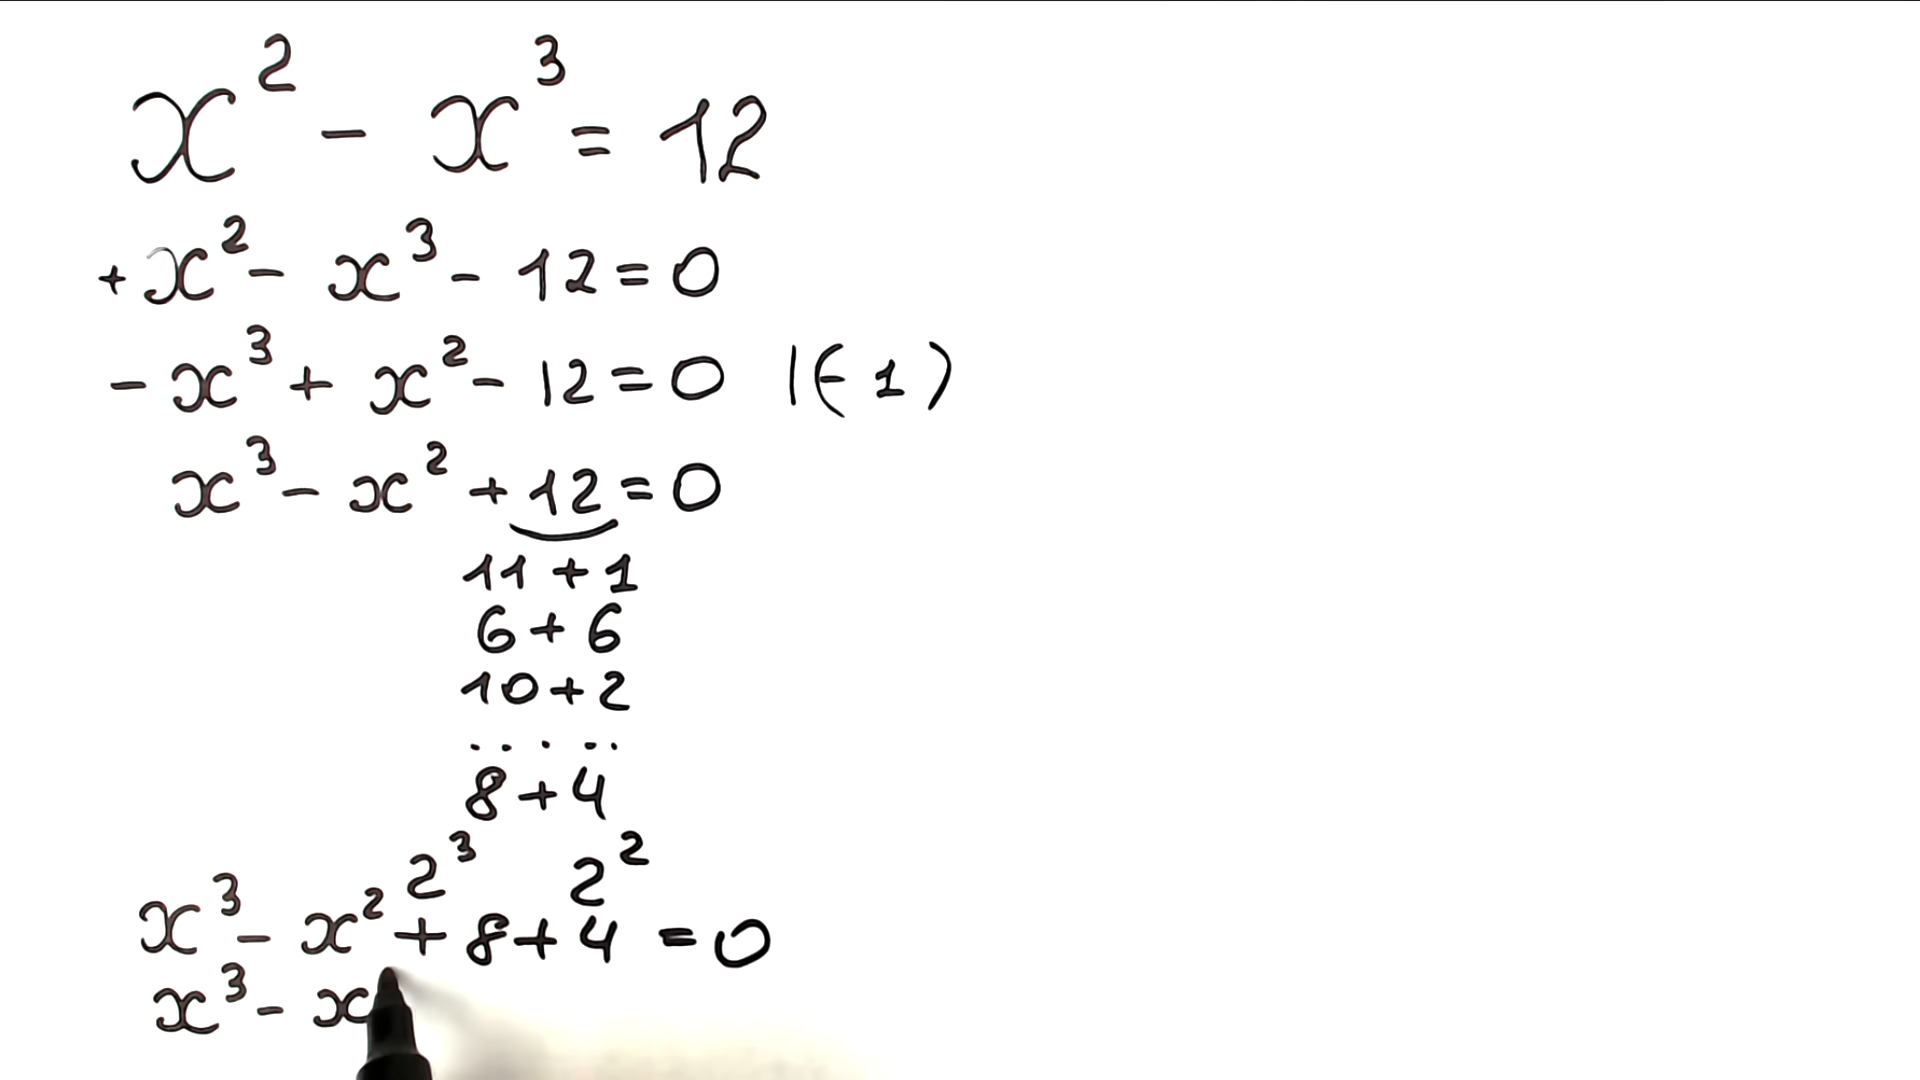 x² - x³ = 12
+ x² - x³ - 12 = 0
- x³ + x² - 12 = 0 |(-1)
x³ - x² + 12 = 0
11 + 1
6 + 6
10 + 2
.....
8 + 4
2³ 2²
x³ - x² + 8 + 4 = 0
x³ - x